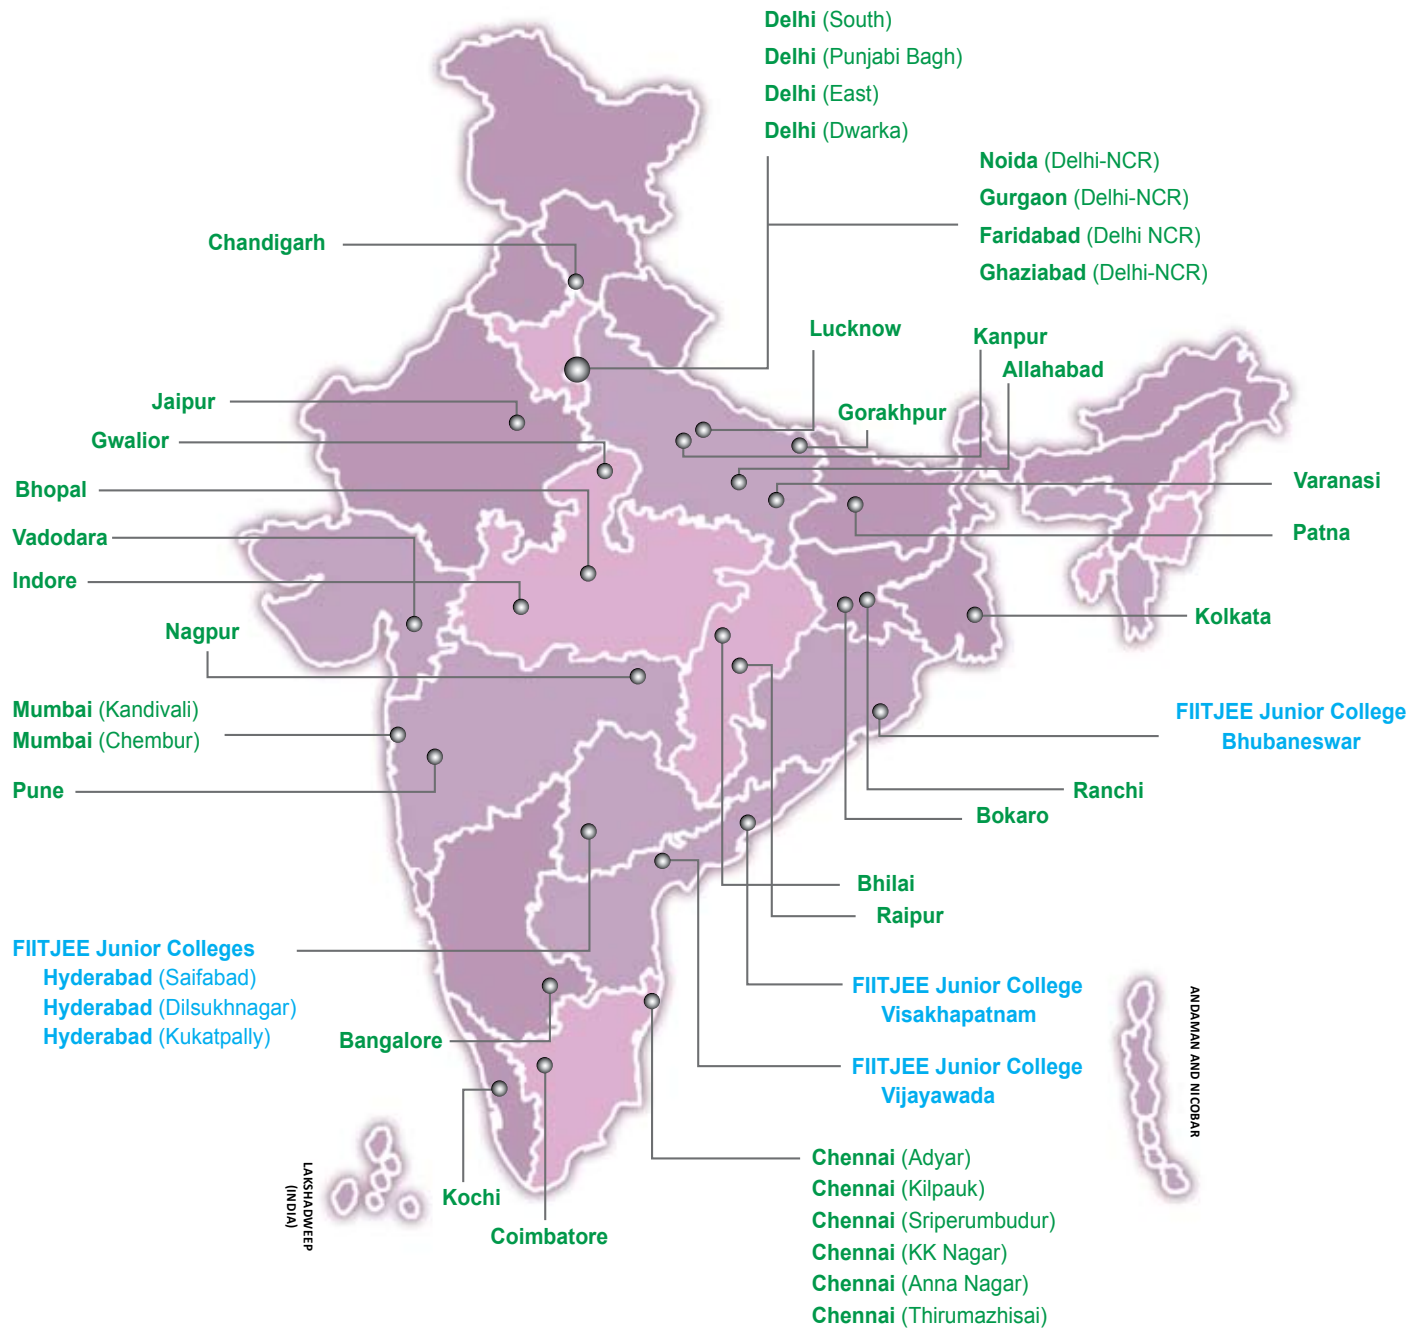 Delhi (South)
Delhi (Punjabi Bagh)
Delhi (East)
Delhi (Dwarka)
Noida (Delhi-NCR)
Gurgaon (Delhi-NCR)
Faridabad (Delhi NCR)
Ghaziabad (Delhi-NCR)
Chandigarh
Lucknow
Kanpur
Allahabad
Jaipur
Gorakhpur
Gwalior
Bhopal
Varanasi
Vadodara
Patna
Indore
Nagpur
Kolkata
Mumbai (Kandivali)
Mumbai (Chembur)
FIITJEE Junior College
Bhubaneswar
Pune
Ranchi
Bokaro
Bhilai
Raipur
FIITJEE Junior Colleges
Hyderabad (Saifabad)
Hyderabad (Dilsukhnagar)
Hyderabad (Kukatpally)
Bangalore
FIITJEE Junior College
Visakhapatnam
FIITJEE Junior College
Vijayawada
ANDAMAN AND NICOBAR
LAKSHADWEEP
(INDIA)
Kochi
Coimbatore
Chennai (Adyar)
Chennai (Kilpauk)
Chennai (Sriperumbudur)
Chennai (KK Nagar)
Chennai (Anna Nagar)
Chennai (Thirumazhisai)